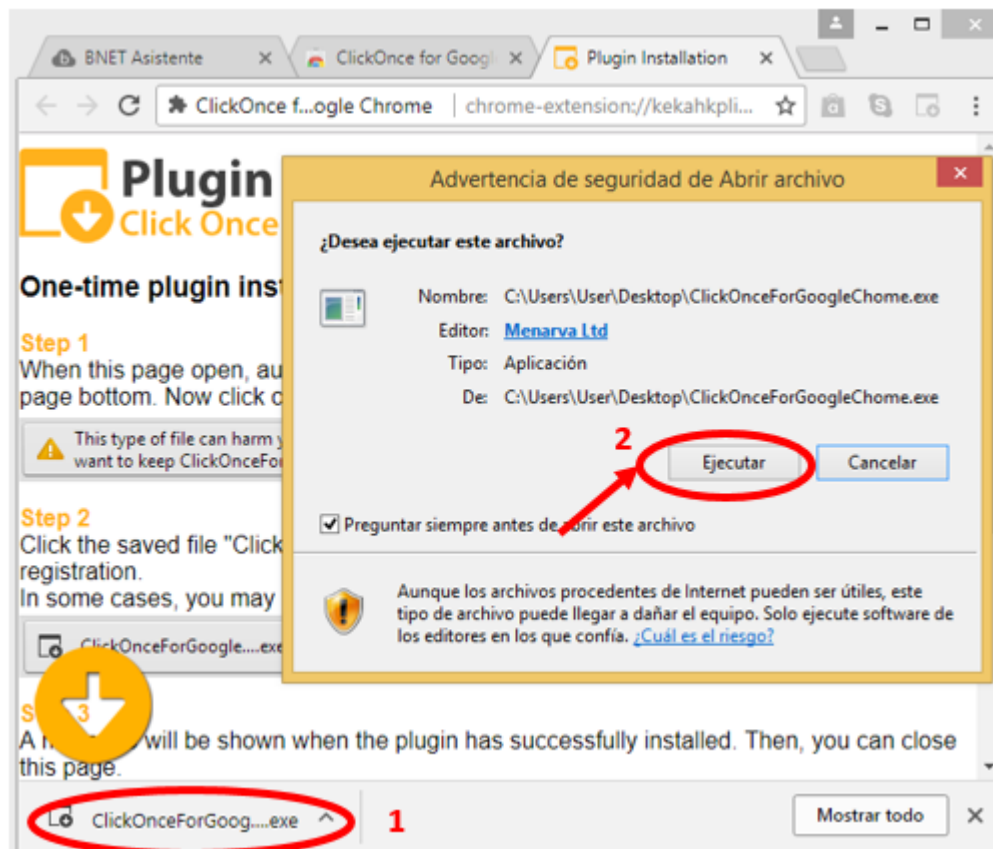 BNET Asistente
ClickOnce for Googl
Plugin Installation
ClickOnce f...ogle Chrome
chrome-extension://kekahkpli...
Plugin
Click Once
One-time plugin inst
Step 1
When this page open, au
page bottom. Now click o
This type of file can harm y
want to keep ClickOnceFo
Step 2
Click the saved file "Click
registration.
In some cases, you may
ClickOnceForGoogle....exe
3
will be shown when the plugin has successfully installed. Then, you can close
this page.
Advertencia de seguridad de Abrir archivo
¿Desea ejecutar este archivo?
Nombre: C:\Users\User\Desktop\ClickOnceForGoogleChome.exe
Editor: Menarva Ltd
Tipo: Aplicación
De: C:\Users\User\Desktop\ClickOnceForGoogleChome.exe
2
Ejecutar
Cancelar
Preguntar siempre antes de abrir este archivo
Aunque los archivos procedentes de Internet pueden ser útiles, este
tipo de archivo puede llegar a dañar el equipo. Solo ejecute software de
los editores en los que confía. ¿Cuál es el riesgo?
ClickOnceForGoog....exe
1
Mostrar todo